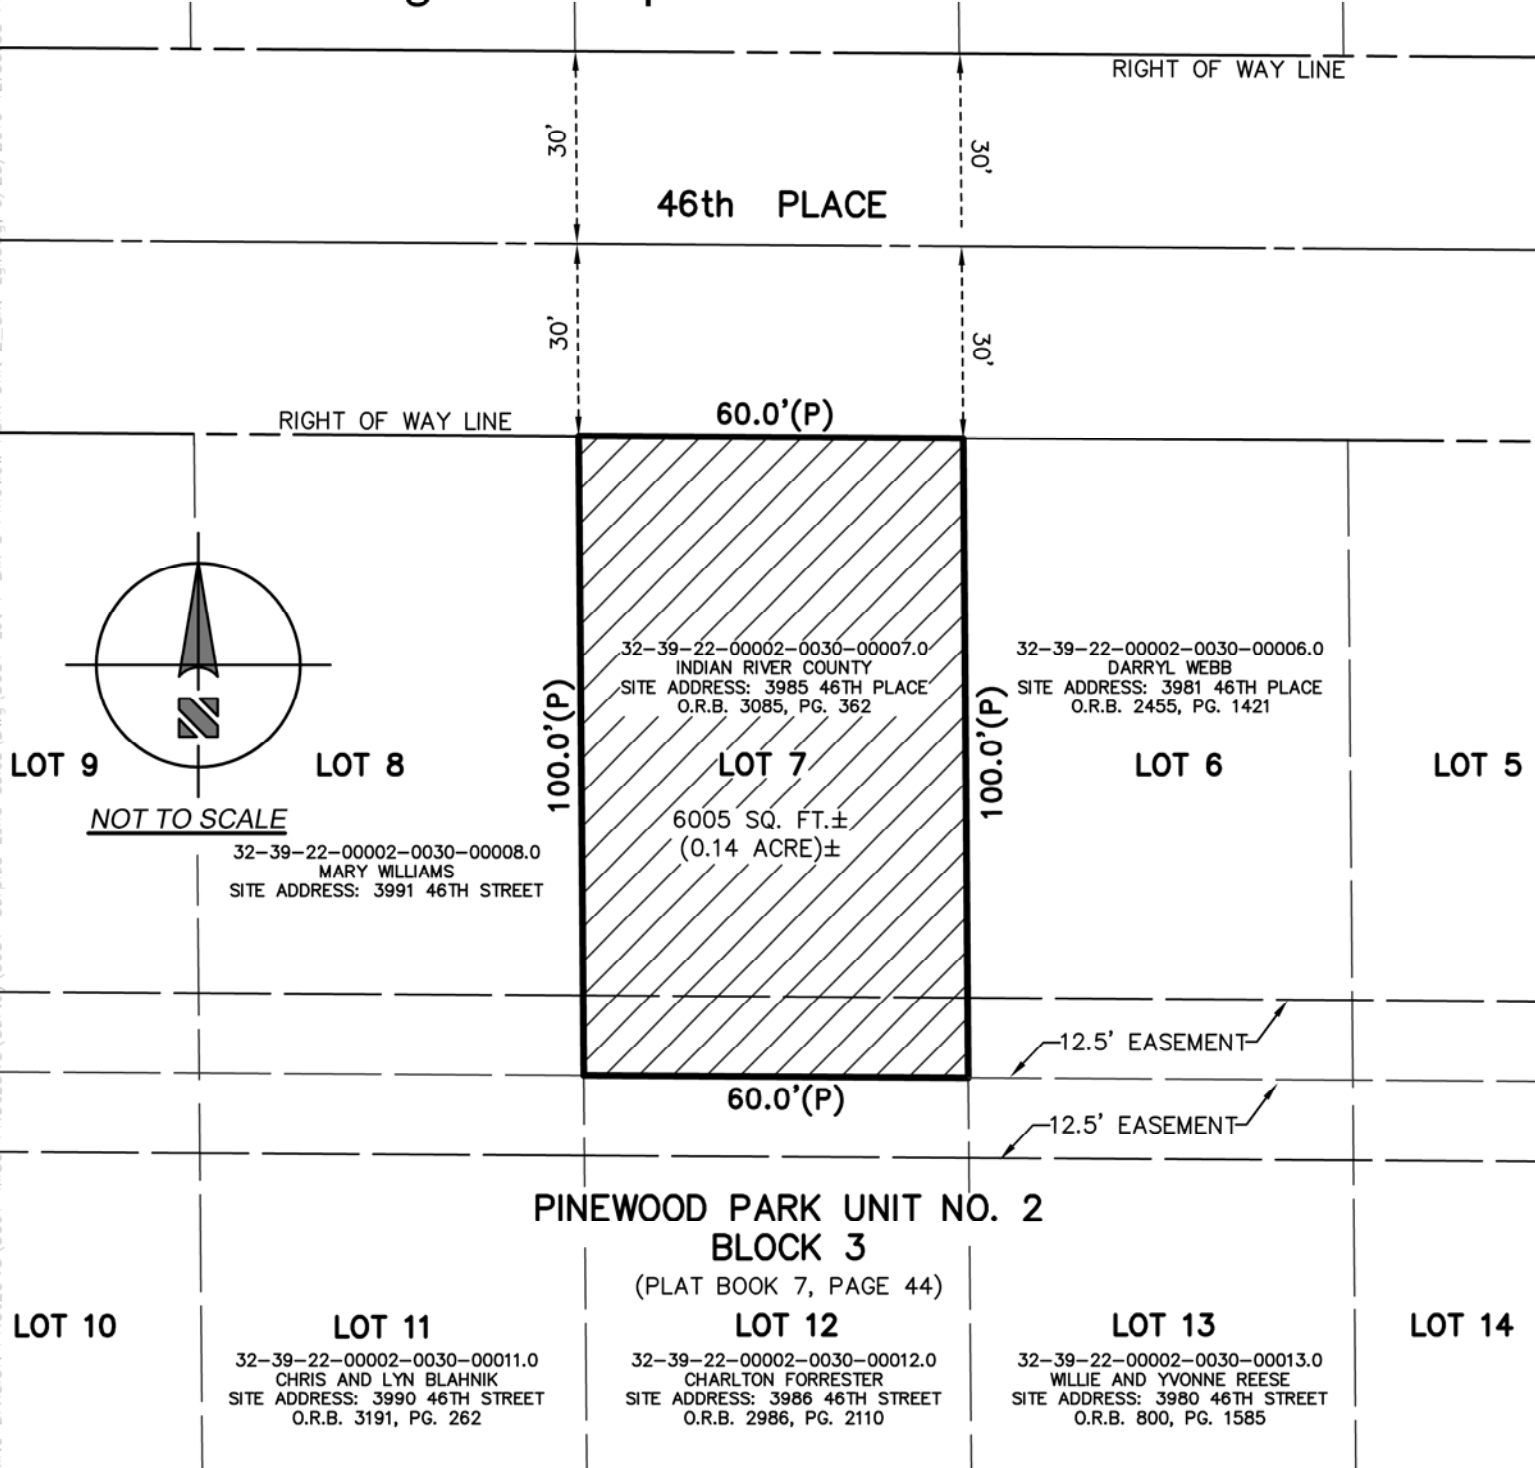 RIGHT OF WAY LINE
30'
30'
46th PLACE
30'
30'
60.0'(P)
RIGHT OF WAY LINE
32-39-22-00002-0030-00007.0
INDIAN RIVER COUNTY
SITE ADDRESS: 3985 46TH PLACE
O.R.B. 3085, PG. 362
32-39-22-00002-0030-00006.0
DARRYL WEBB
SITE ADDRESS: 3981 46TH PLACE
O.R.B. 2455, PG. 1421
100.0'(P)
100.0'(P)
LOT 9
LOT 8
LOT 7
LOT 6
LOT 5
N
NOT TO SCALE
6005 SQ. FT.±
(0.14 ACRE)±
32-39-22-00002-0030-00008.0
MARY WILLIAMS
SITE ADDRESS: 3991 46TH STREET
12.5' EASEMENT
60.0'(P)
12.5' EASEMENT
PINEWOOD PARK UNIT NO. 2
BLOCK 3
(PLAT BOOK 7, PAGE 44)
LOT 10
LOT 11
LOT 12
LOT 13
LOT 14
32-39-22-00002-0030-00011.0
CHRIS AND LYN BLAHNIK
SITE ADDRESS: 3990 46TH STREET
O.R.B. 3191, PG. 262
32-39-22-00002-0030-00012.0
CHARLTON FORRESTER
SITE ADDRESS: 3986 46TH STREET
O.R.B. 2986, PG. 2110
32-39-22-00002-0030-00013.0
WILLIE AND YVONNE REESE
SITE ADDRESS: 3980 46TH STREET
O.R.B. 800, PG. 1585